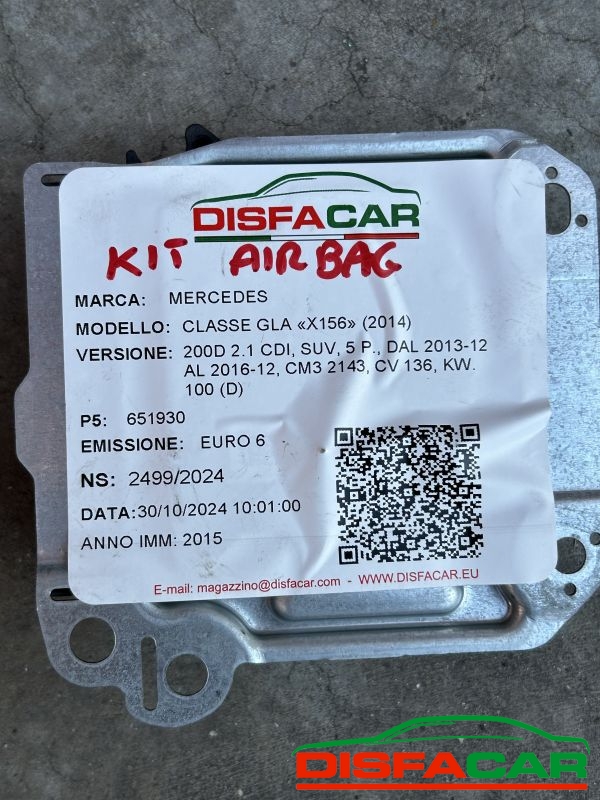 DISFACAR
KIT AIRBAG
MARCA: MERCEDES
MODELLO: CLASSE GLA «X156» (2014)
VERSIONE: 200D 2.1 CDI, SUV, 5 P., DAL 2013-12
AL 2016-12, CM3 2143, CV 136, KW.
100 (D)
P5: 651930
EMISSIONE: EURO 6
NS: 2499/2024
DATA:30/10/2024 10:01:00
ANNO IMM: 2015
E-mail: magazzino@disfacar.com - WWW.DISFACAR.EU
DISFACAR